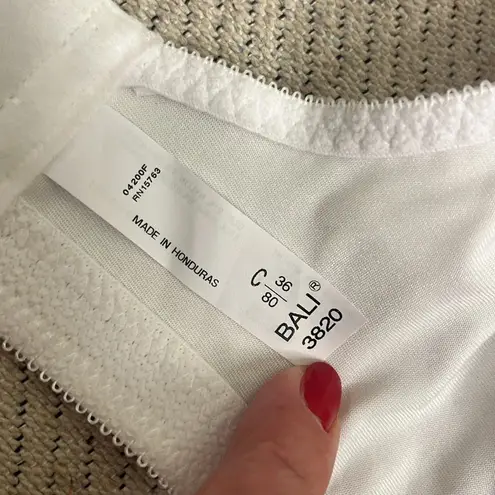 04200F
RN15763
MADE IN HONDURAS
C 36
80
BALI®
3820